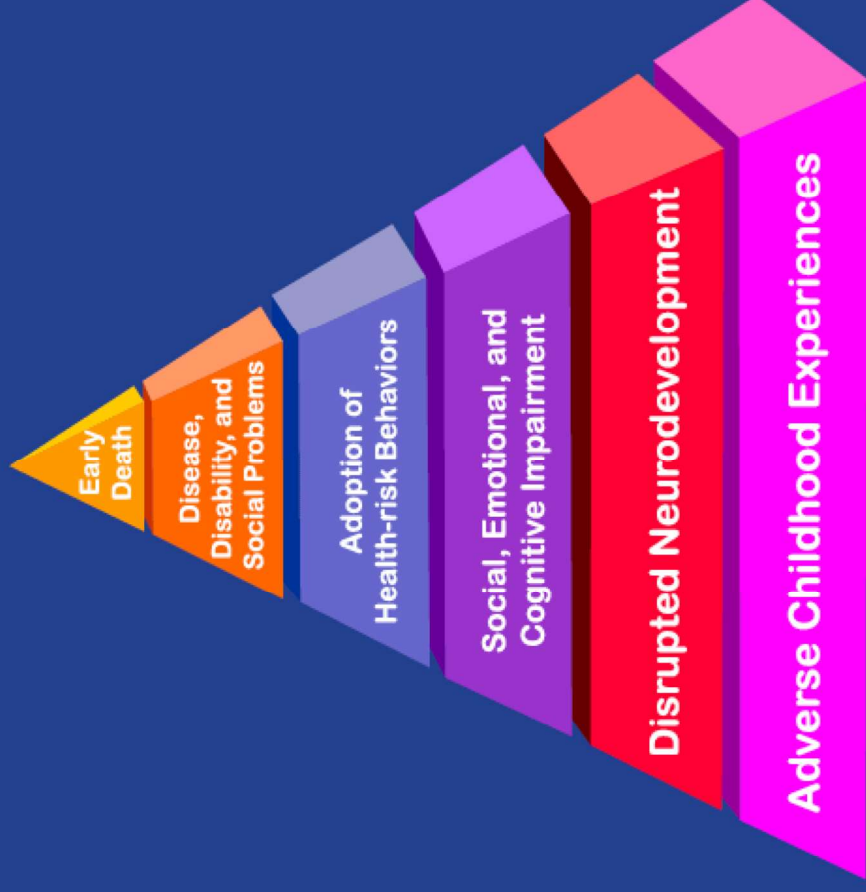 Early
Death
Disease,
Disability, and
Social Problems
Adoption of
Health-risk Behaviors
Social, Emotional, and
Cognitive Impairment
Disrupted Neurodevelopment
Adverse Childhood Experiences